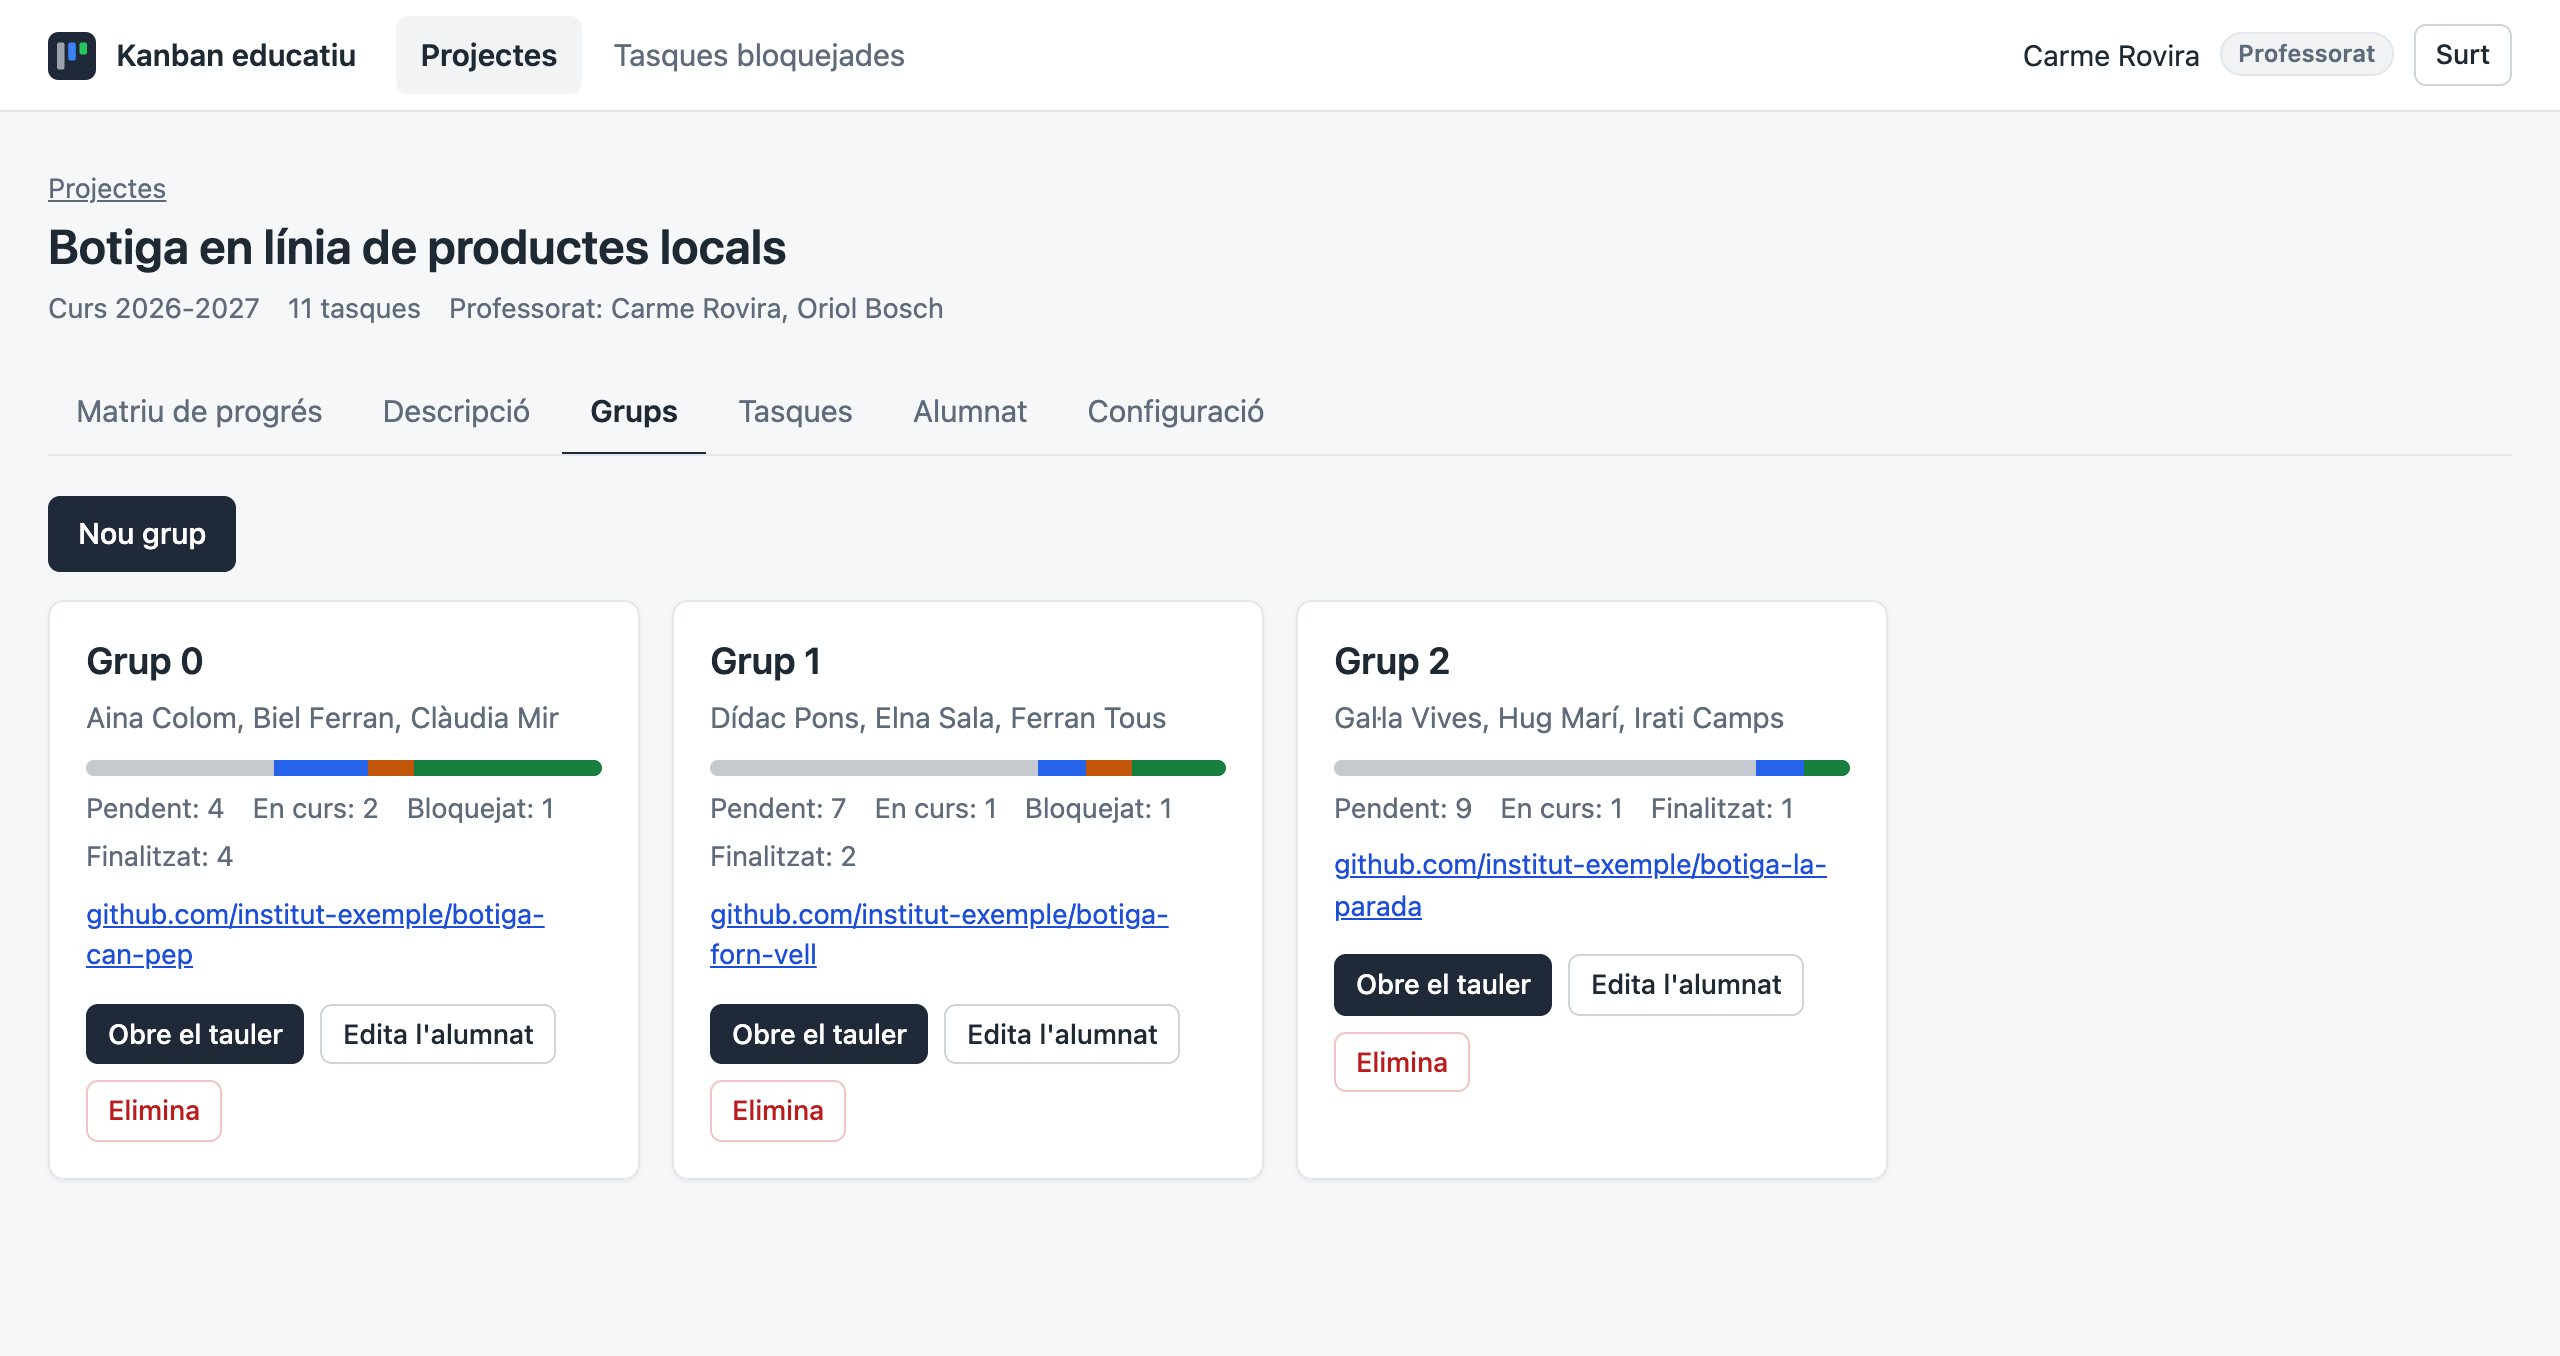 Kanban educatiu
Projectes
Tasques bloquejades
Carme Rovira
Professorat
Surt
Projectes
Botiga en línia de productes locals
Curs 2026-2027 11 tasques Professorat: Carme Rovira, Oriol Bosch
Matriu de progrés
Descripció
Grups
Tasques
Alumnat
Configuració
Nou grup
Grup 0
Aina Colom, Biel Ferran, Clàudia Mir
Pendent: 4 En curs: 2 Bloquejat: 1
Finalitzat: 4
github.com/institut-exemple/botiga-
can-pep
Obre el tauler
Edita l'alumnat
Elimina
Grup 1
Dídac Pons, Elna Sala, Ferran Tous
Pendent: 7 En curs: 1 Bloquejat: 1
Finalitzat: 2
github.com/institut-exemple/botiga-
forn-vell
Obre el tauler
Edita l'alumnat
Elimina
Grup 2
Gal·la Vives, Hug Marí, Irati Camps
Pendent: 9 En curs: 1 Finalitzat: 1
github.com/institut-exemple/botiga-la-
parada
Obre el tauler
Edita l'alumnat
Elimina